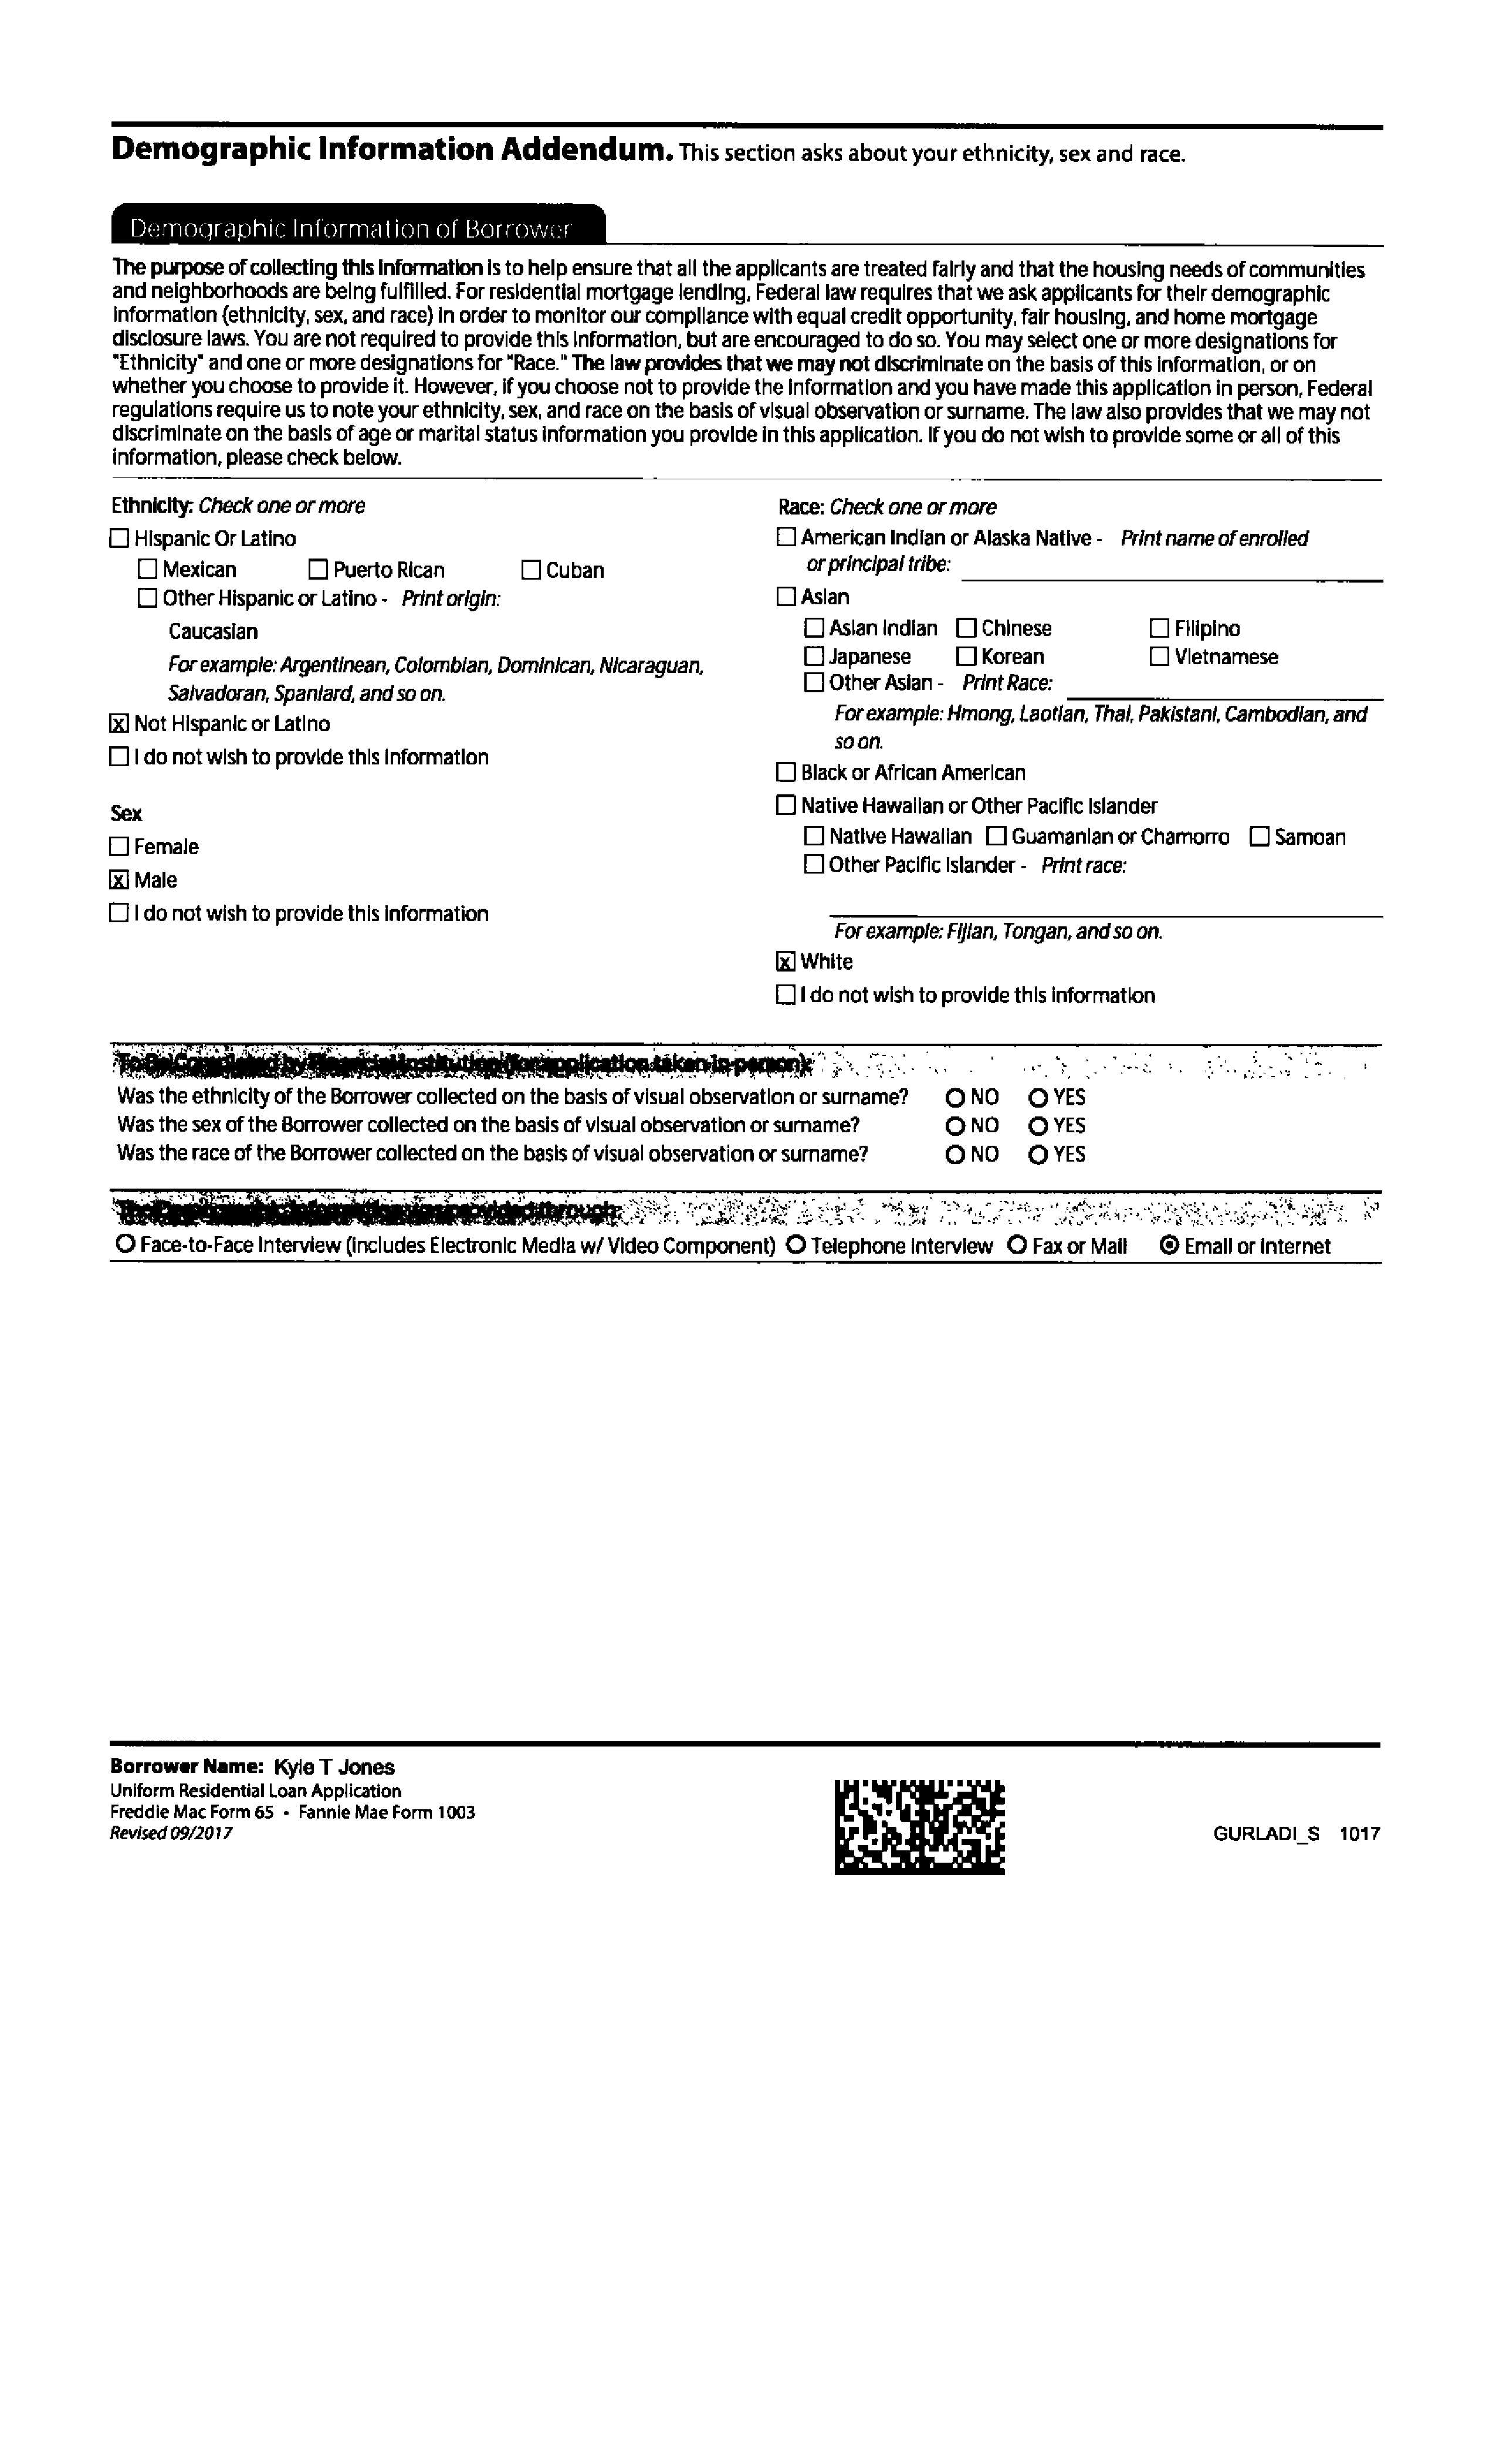 Demographic Information Addendum. This section asks about your ethnicity, sex and race.
Demographic Information of Borrower
The purpose of collecting this information is to help ensure that all the applicants are treated fairly and that the housing needs of communities
and neighborhoods are being fulfilled. For residential mortgage lending, Federal law requires that we ask applicants for their demographic
information (ethnicity, sex, and race) in order to monitor our compliance with equal credit opportunity, fair housing, and home mortgage
disclosure laws. You are not required to provide this information, but are encouraged to do so. You may select one or more designations for
"Ethnicity" and one or more designations for "Race." The law provides that we may not discriminate on the basis of this information, or on
whether you choose to provide it. However, if you choose not to provide the information and you have made this application in person, Federal
regulations require us to note your ethnicity, sex, and race on the basis of visual observation or surname. The law also provides that we may not
discriminate on the basis of age or marital status information you provide in this application. If you do not wish to provide some or all of this
information, please check below.
Ethnicity: Check one or more
☐ Hispanic Or Latino
☐ Mexican ☐ Puerto Rican ☐ Cuban
☐ Other Hispanic or Latino - Print origin:
Caucasian
For example: Argentinean, Colombian, Dominican, Nicaraguan,
Salvadoran, Spaniard, and so on.
☒ Not Hispanic or Latino
☐ I do not wish to provide this information
Sex
☐ Female
☒ Male
☐ I do not wish to provide this information
Race: Check one or more
☐ American Indian or Alaska Native - Print name of enrolled
or principal tribe:
☐ Asian
☐ Asian Indian ☐ Chinese ☐ Filipino
☐ Japanese ☐ Korean ☐ Vietnamese
☐ Other Asian - Print Race:
For example: Hmong, Laotian, Thai, Pakistani, Cambodian, and
so on.
☐ Black or African American
☐ Native Hawaiian or Other Pacific Islander
☐ Native Hawaiian ☐ Guamanian or Chamorro ☐ Samoan
☐ Other Pacific Islander - Print race:
For example: Fijian, Tongan, and so on.
☒ White
☐ I do not wish to provide this information
To Be Completed by Financial Institution (for application taken in person):
Was the ethnicity of the Borrower collected on the basis of visual observation or surname? ○ NO ○ YES
Was the sex of the Borrower collected on the basis of visual observation or surname? ○ NO ○ YES
Was the race of the Borrower collected on the basis of visual observation or surname? ○ NO ○ YES
The Demographic Information was provided through:
○ Face-to-Face Interview (includes Electronic Media w/ Video Component) ○ Telephone Interview ○ Fax or Mail ◉ Email or Internet
Borrower Name: Kyle T Jones
Uniform Residential Loan Application
Freddie Mac Form 65 • Fannie Mae Form 1003
Revised 09/2017
GURLADI_S 1017